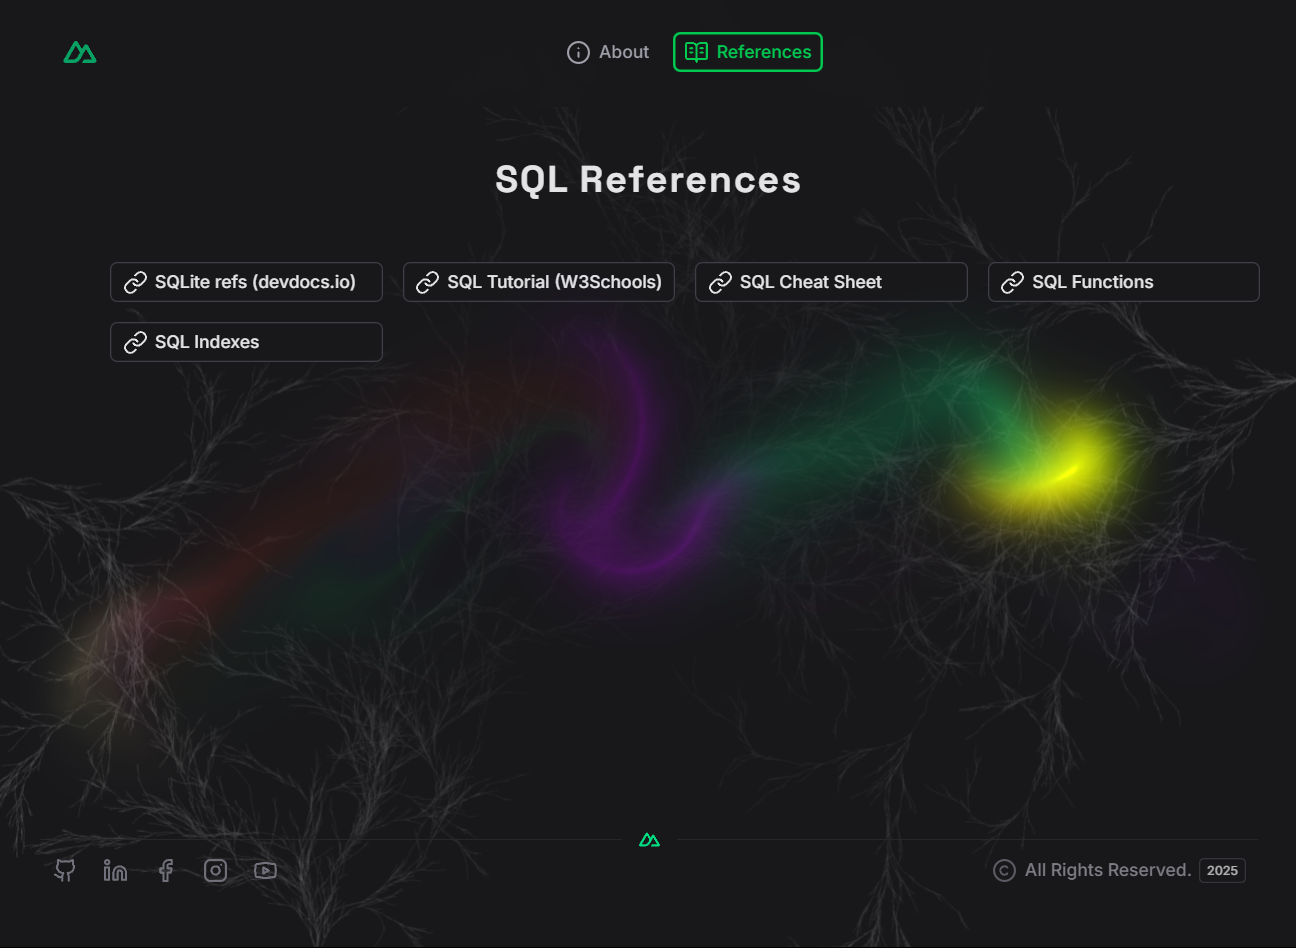 About
References
SQL References
SQLite refs (devdocs.io)
SQL Tutorial (W3Schools)
SQL Cheat Sheet
SQL Functions
SQL Indexes
© All Rights Reserved. 2025